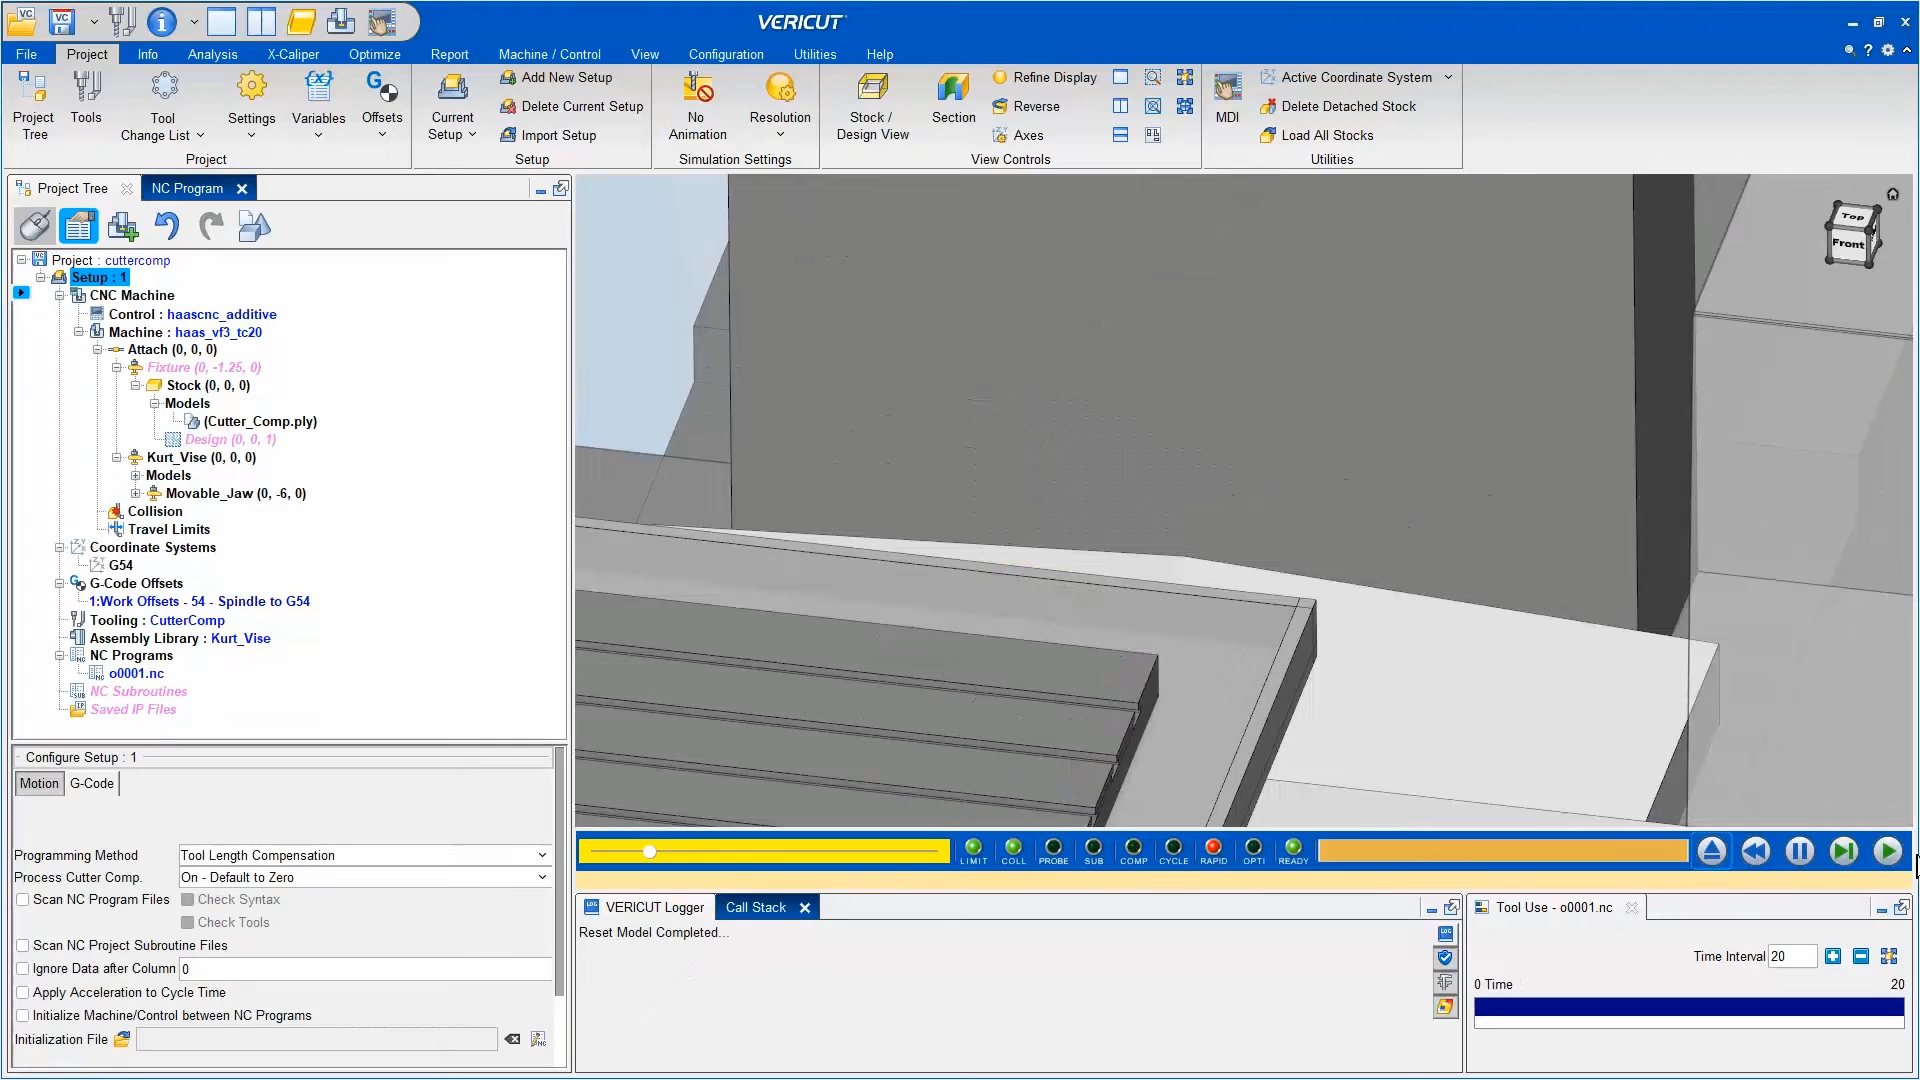 VERICUT
File Project Info Analysis X-Caliper Optimize Report Machine / Control View Configuration Utilities Help
Project Tree
Tools
Tool Change List
Settings
Variables
Offsets
Project
Current Setup
Add New Setup
Delete Current Setup
Import Setup
Setup
No Animation
Resolution
Simulation Settings
Stock / Design View
Section
Refine Display
Reverse
Axes
View Controls
MDI
Active Coordinate System
Delete Detached Stock
Load All Stocks
Utilities
Project Tree
NC Program
Project : cuttercomp
Setup : 1
CNC Machine
Control : haascnc_additive
Machine : haas_vf3_tc20
Attach (0, 0, 0)
Fixture (0, -1.25, 0)
Stock (0, 0, 0)
Models
(Cutter_Comp.ply)
Design (0, 0, 1)
Kurt_Vise (0, 0, 0)
Models
Movable_Jaw (0, -6, 0)
Collision
Travel Limits
Coordinate Systems
G54
G-Code Offsets
1:Work Offsets - 54 - Spindle to G54
Tooling : CutterComp
Assembly Library : Kurt_Vise
NC Programs
o0001.nc
NC Subroutines
Saved IP Files
Configure Setup : 1
Motion G-Code
Programming Method Tool Length Compensation
Process Cutter Comp. On - Default to Zero
Scan NC Program Files Check Syntax
Check Tools
Scan NC Project Subroutine Files
Ignore Data after Column 0
Apply Acceleration to Cycle Time
Initialize Machine/Control between NC Programs
Initialization File
Top
Front
LIMIT COLL PROBE SUB COMP CYCLE RAPID OPTI READY
VERICUT Logger
Call Stack
Reset Model Completed...
Tool Use - o0001.nc
Time Interval 20
0 Time 20